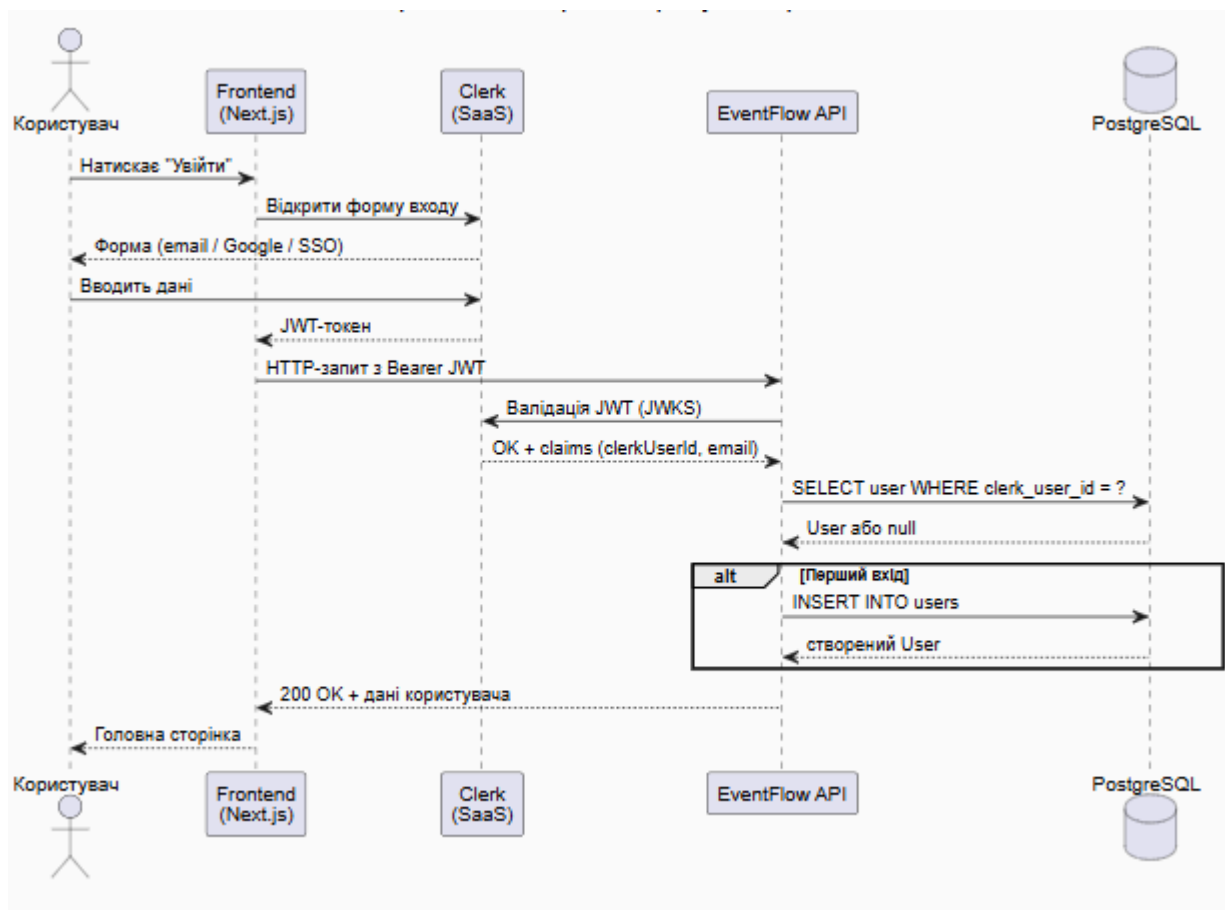 Користувач
Frontend
(Next.js)
Clerk
(SaaS)
EventFlow API
PostgreSQL
Натискає "Увійти"
Відкрити форму входу
Форма (email / Google / SSO)
Вводить дані
JWT-токен
HTTP-запит з Bearer JWT
Валідація JWT (JWKS)
OK + claims (clerkUserId, email)
SELECT user WHERE clerk_user_id = ?
User або null
alt
[Перший вхід]
INSERT INTO users
створений User
200 OK + дані користувача
Головна сторінка
Користувач
Frontend
(Next.js)
Clerk
(SaaS)
EventFlow API
PostgreSQL